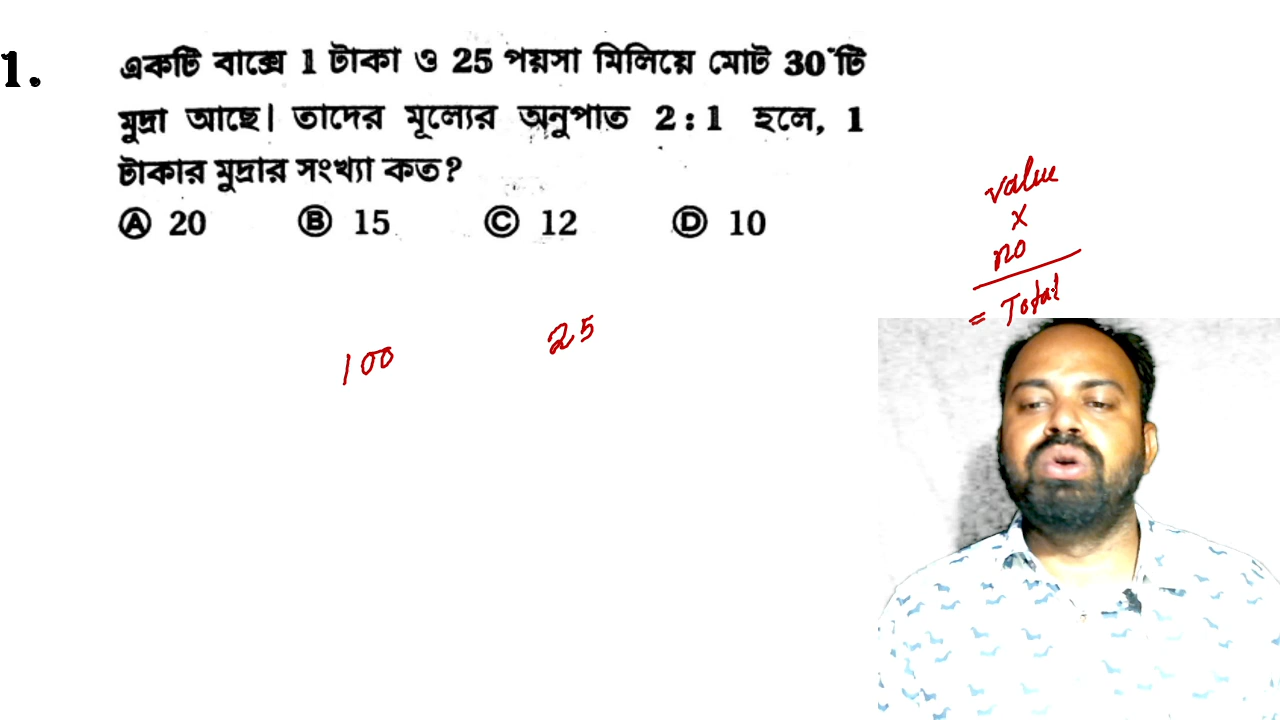 1. একটি বাক্সে 1 টাকা ও 25 পয়সা মিলিয়ে মোট 30 টি
মুদ্রা আছে। তাদের মূল্যের অনুপাত 2 : 1 হলে, 1
টাকার মুদ্রার সংখ্যা কত?
Ⓐ 20 Ⓑ 15 Ⓒ 12 Ⓓ 10
value
×
no
= Total
100 25